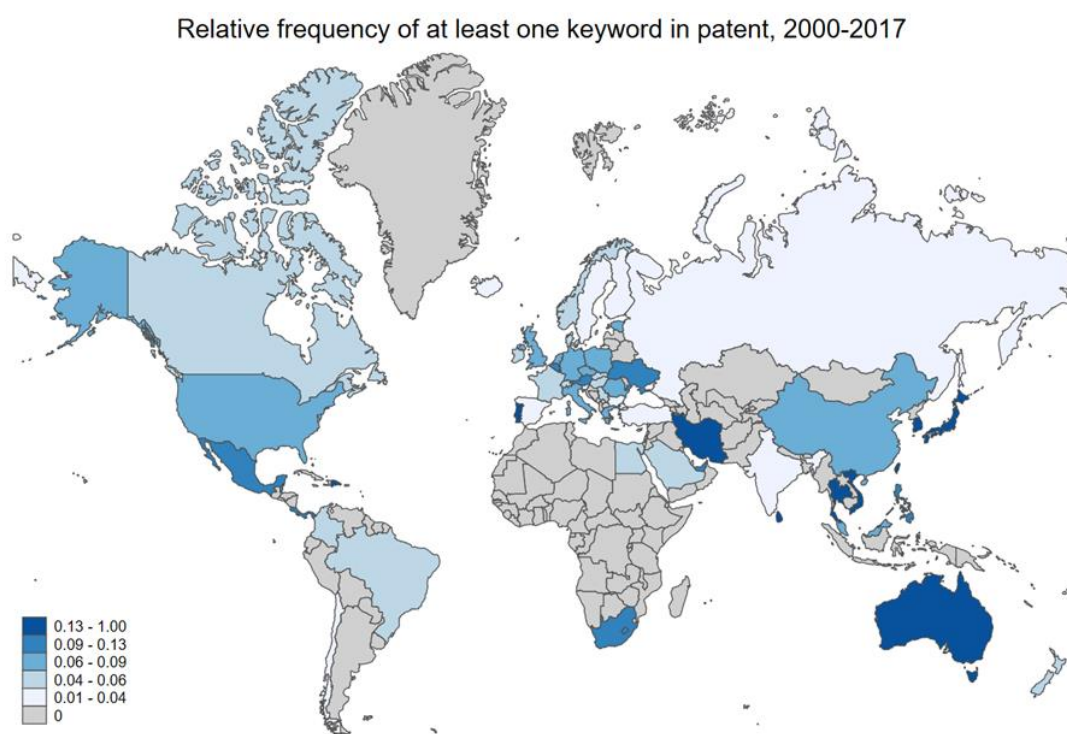 Relative frequency of at least one keyword in patent, 2000-2017
0.13 - 1.00
0.09 - 0.13
0.06 - 0.09
0.04 - 0.06
0.01 - 0.04
0